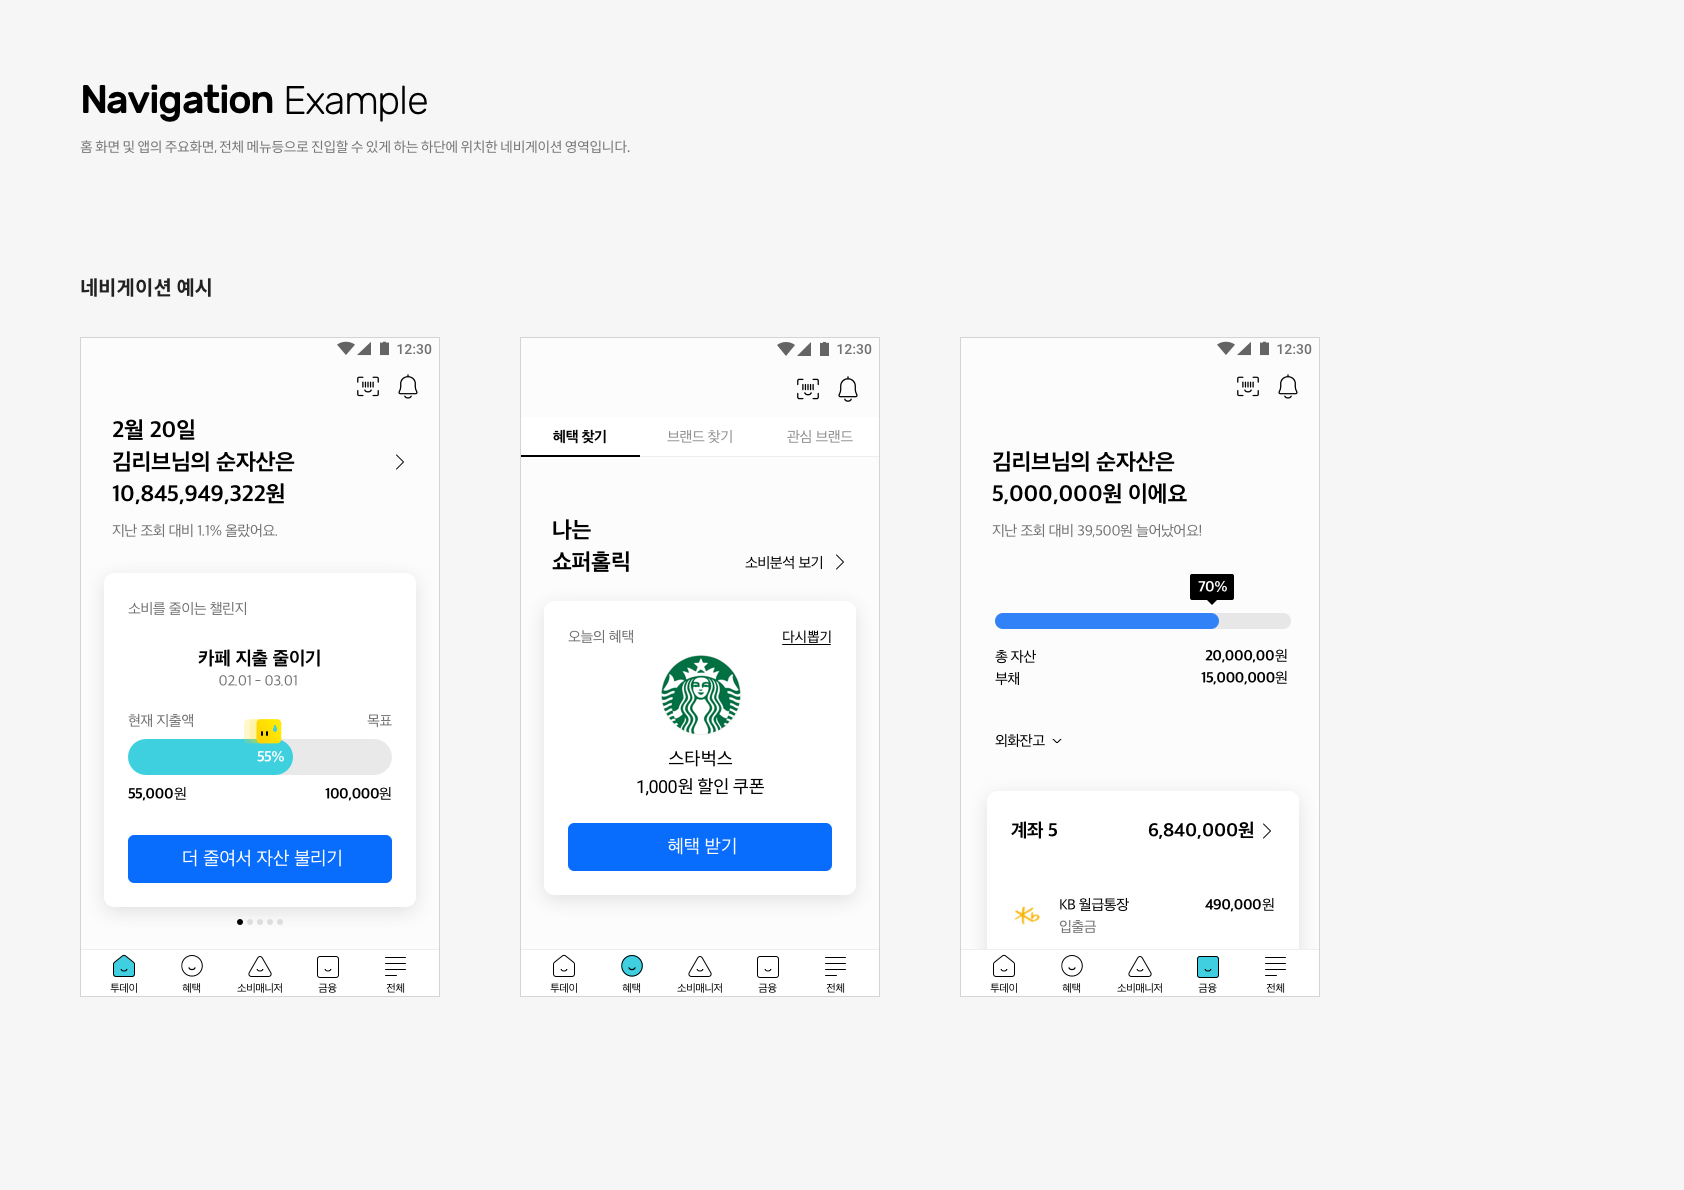 Navigation Example
홈 화면 및 앱의 주요화면, 전체 메뉴등으로 진입할 수 있게 하는 하단에 위치한 네비게이션 영역입니다.
네비게이션 예시
12:30
2월 20일
김리브님의 순자산은
10,845,949,322원
지난 조회 대비 1.1% 올랐어요.
소비를 줄이는 챌린지
카페 지출 줄이기
02.01 - 03.01
현재 지출액 목표
55%
55,000원 100,000원
더 줄여서 자산 불리기
투데이 혜택 소비매니저 금융 전체
12:30
혜택 찾기 브랜드 찾기 관심 브랜드
나는
쇼퍼홀릭 소비분석 보기
오늘의 혜택 다시뽑기
스타벅스
1,000원 할인 쿠폰
혜택 받기
투데이 혜택 소비매니저 금융 전체
12:30
김리브님의 순자산은
5,000,000원 이에요
지난 조회 대비 39,500원 늘어났어요!
70%
총 자산 20,000,00원
부채 15,000,000원
외화잔고
계좌 5 6,840,000원
KB 월급통장 490,000원
입출금
투데이 혜택 소비매니저 금융 전체